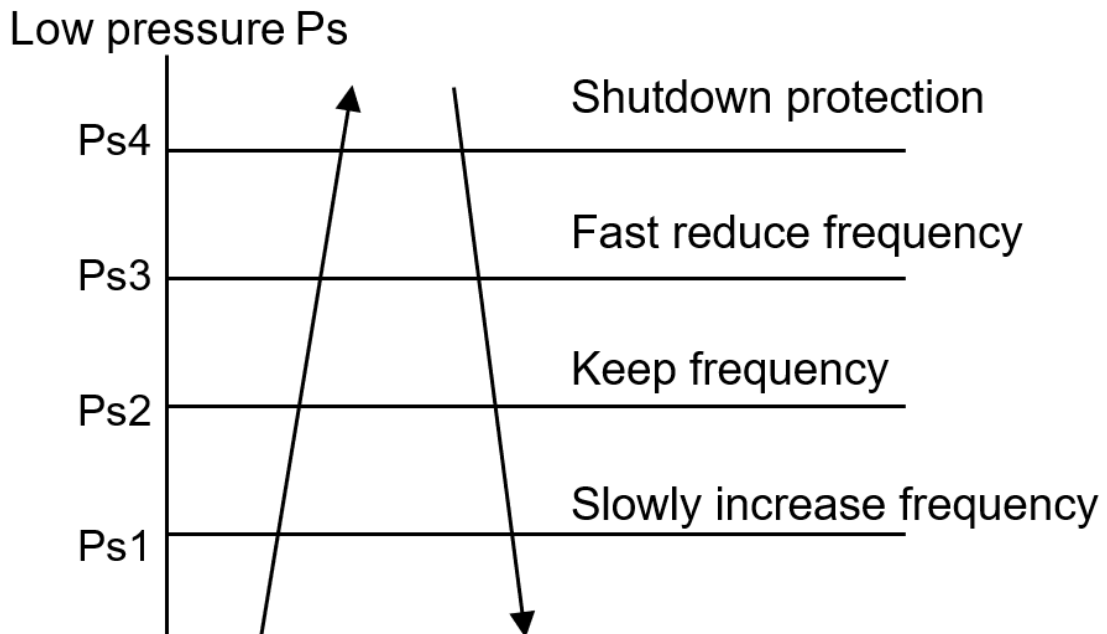 Low pressure Ps
Shutdown protection
Ps4
Fast reduce frequency
Ps3
Keep frequency
Ps2
Slowly increase frequency
Ps1